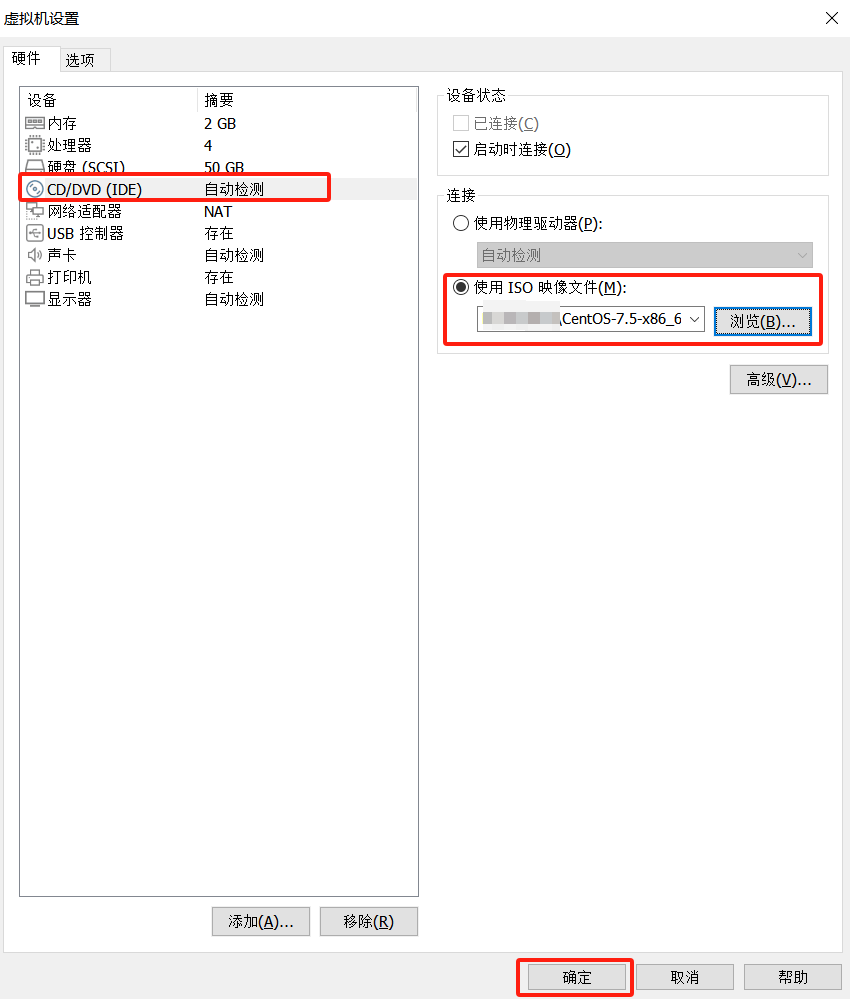 虚拟机设置
硬件 选项
设备 摘要
内存 2 GB
处理器 4
硬盘 (SCSI) 50 GB
CD/DVD (IDE) 自动检测
网络适配器 NAT
USB 控制器 存在
声卡 自动检测
打印机 存在
显示器 自动检测
添加(A)... 移除(R)
设备状态
已连接(C)
启动时连接(O)
连接
使用物理驱动器(P):
自动检测
使用 ISO 映像文件(M):
\CentOS-7.5-x86_6 浏览(B)...
高级(V)...
确定 取消 帮助